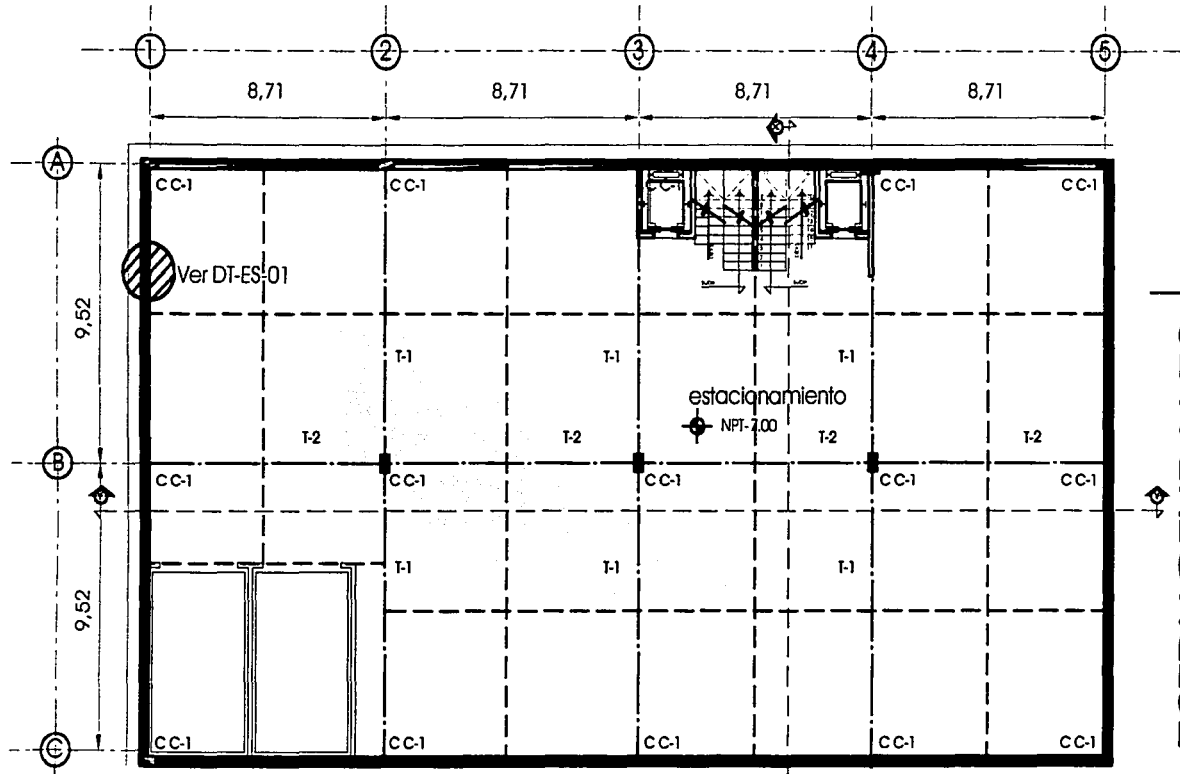 1 2 3 4 5
8,71 8,71 8,71 8,71
A
CC-1 CC-1 CC-1 CC-1
Ver DT-ES-01
9,52
T-1 T-1 T-1
estacionamiento
NPT-7.00
T-2 T-2 T-2 T-2
B
CC-1 CC-1 CC-1 CC-1 CC-1
T-1 T-1 T-1
9,52
CC-1 CC-1 CC-1 CC-1 CC-1
C